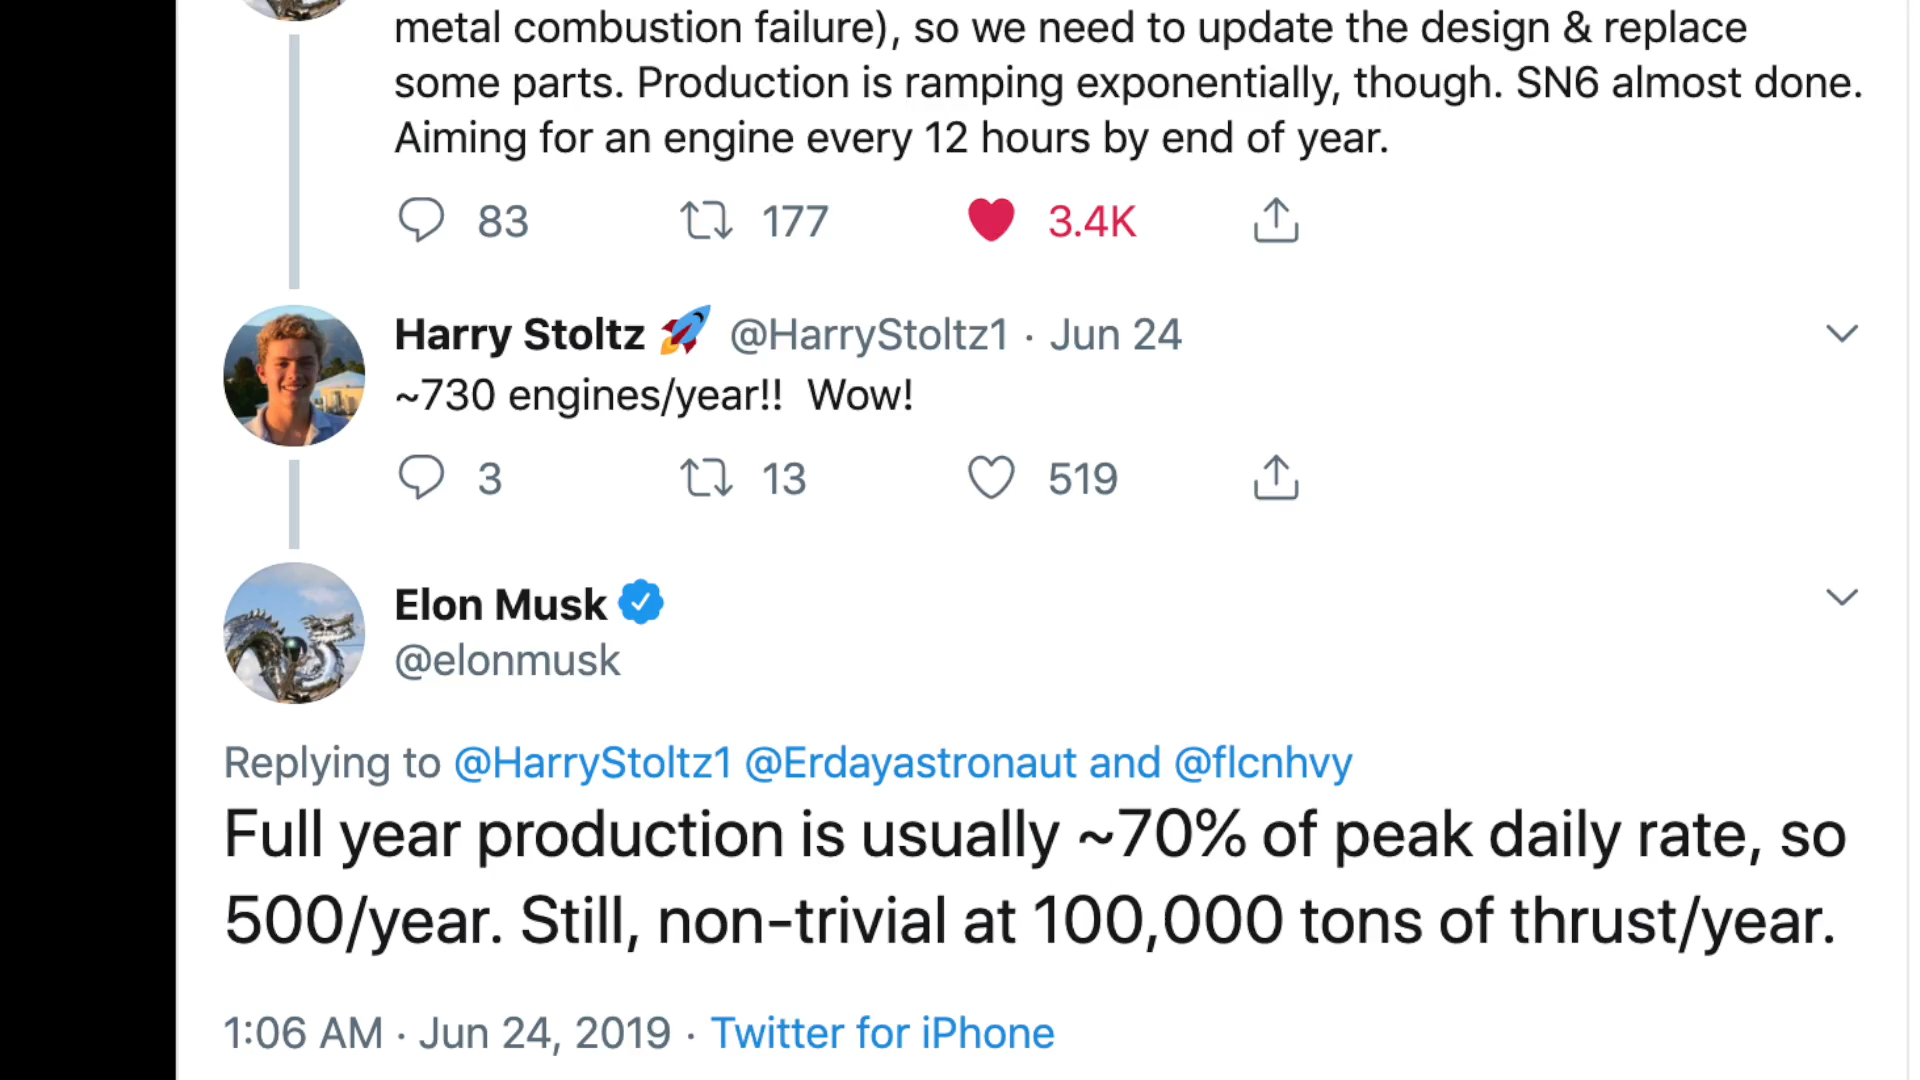 metal combustion failure), so we need to update the design & replace
some parts. Production is ramping exponentially, though. SN6 almost done.
Aiming for an engine every 12 hours by end of year.
83 177 3.4K
Harry Stoltz 🚀 @HarryStoltz1 · Jun 24
~730 engines/year!! Wow!
3 13 519
Elon Musk
@elonmusk
Replying to @HarryStoltz1 @Erdayastronaut and @flcnhvy
Full year production is usually ~70% of peak daily rate, so
500/year. Still, non-trivial at 100,000 tons of thrust/year.
1:06 AM · Jun 24, 2019 · Twitter for iPhone